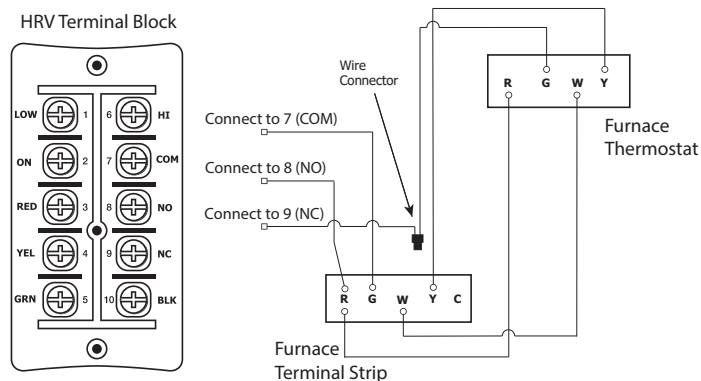 HRV Terminal Block
LOW 1 6 HI
ON 2 7 COM
RED 3 8 NO
YEL 4 9 NC
GRN 5 10 BLK
Wire
Connector
Connect to 7 (COM)
Connect to 8 (NO)
Connect to 9 (NC)
R G W Y
Furnace
Thermostat
R G W Y C
Furnace
Terminal Strip